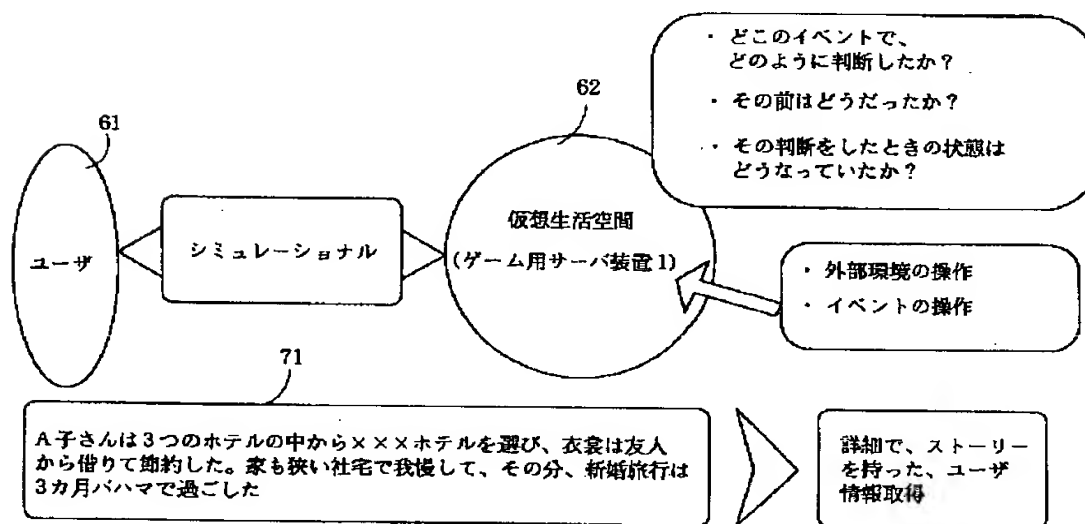 ・ どこのイベントで、
どのように判断したか？
・ その前はどうだったか？
・ その判断をしたときの状態は
どうなっていたか？
62
61
仮想生活空間
(ゲーム用サーバ装置1)
シミュレーショナル
ユーザ
・ 外部環境の操作
・ イベントの操作
71
A子さんは3つのホテルの中から×××ホテルを選び、衣裳は友人
から借りて節約した。家も狭い社宅で我慢して、その分、新婚旅行は
3カ月バハマで過ごした
詳細で、ストーリー
を持った、ユーザ
情報取得